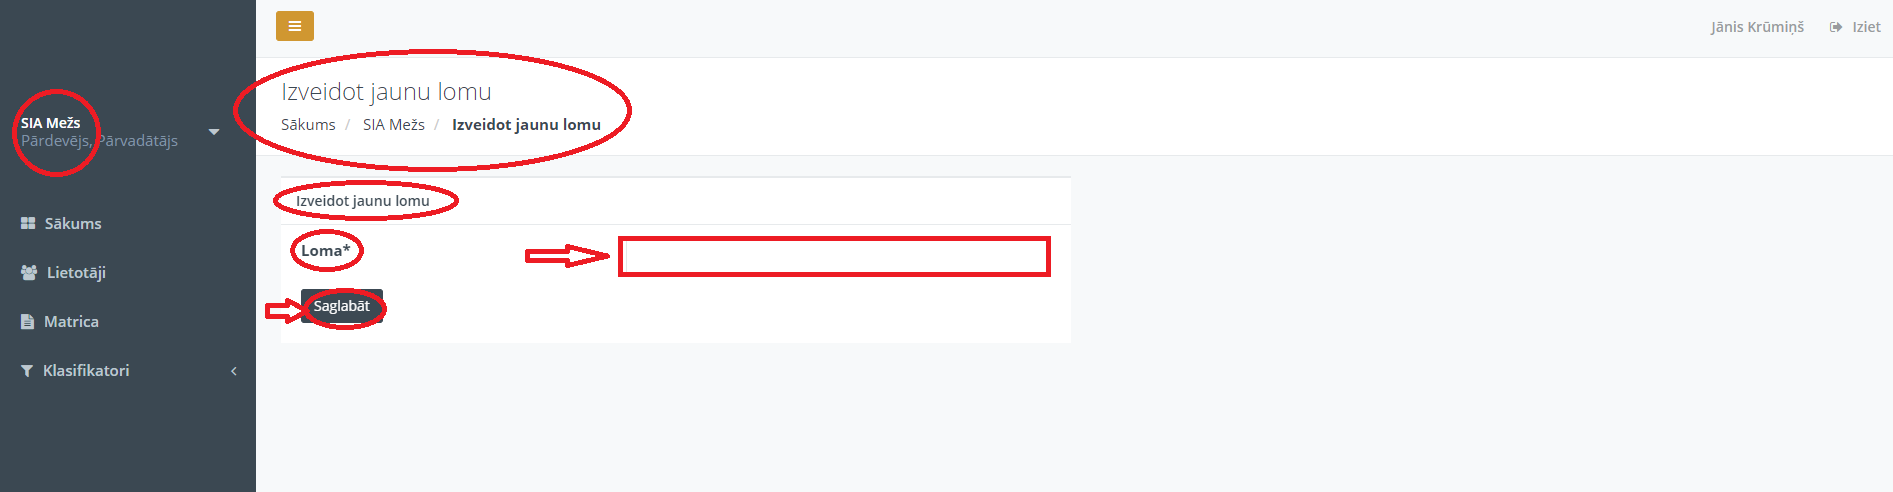 Jānis Krūmiņš Iziet
SIA Mežs
Pārdevējs, Pārvadātājs
Sākums
Lietotāji
Matrica
Klasifikatori
Izveidot jaunu lomu
Sākums / SIA Mežs / Izveidot jaunu lomu
Izveidot jaunu lomu
Loma*
Saglabāt